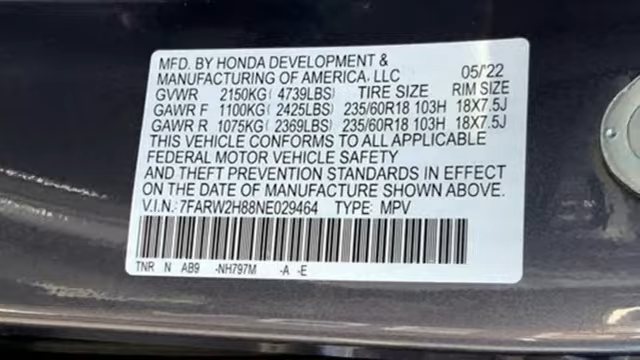 MFD. BY HONDA DEVELOPMENT &
MANUFACTURING OF AMERICA, LLC 05/'22
GVWR 2150KG( 4739LBS) TIRE SIZE RIM SIZE
GAWR F 1100KG( 2425LBS) 235/60R18 103H 18X7.5J
GAWR R 1075KG( 2369LBS) 235/60R18 103H 18X7.5J
THIS VEHICLE CONFORMS TO ALL APPLICABLE
FEDERAL MOTOR VEHICLE SAFETY
AND THEFT PREVENTION STANDARDS IN EFFECT
ON THE DATE OF MANUFACTURE SHOWN ABOVE.
V.I.N.: 7FARW2H88NE029464 TYPE: MPV
TNR N AB9 -NH797M -A -E